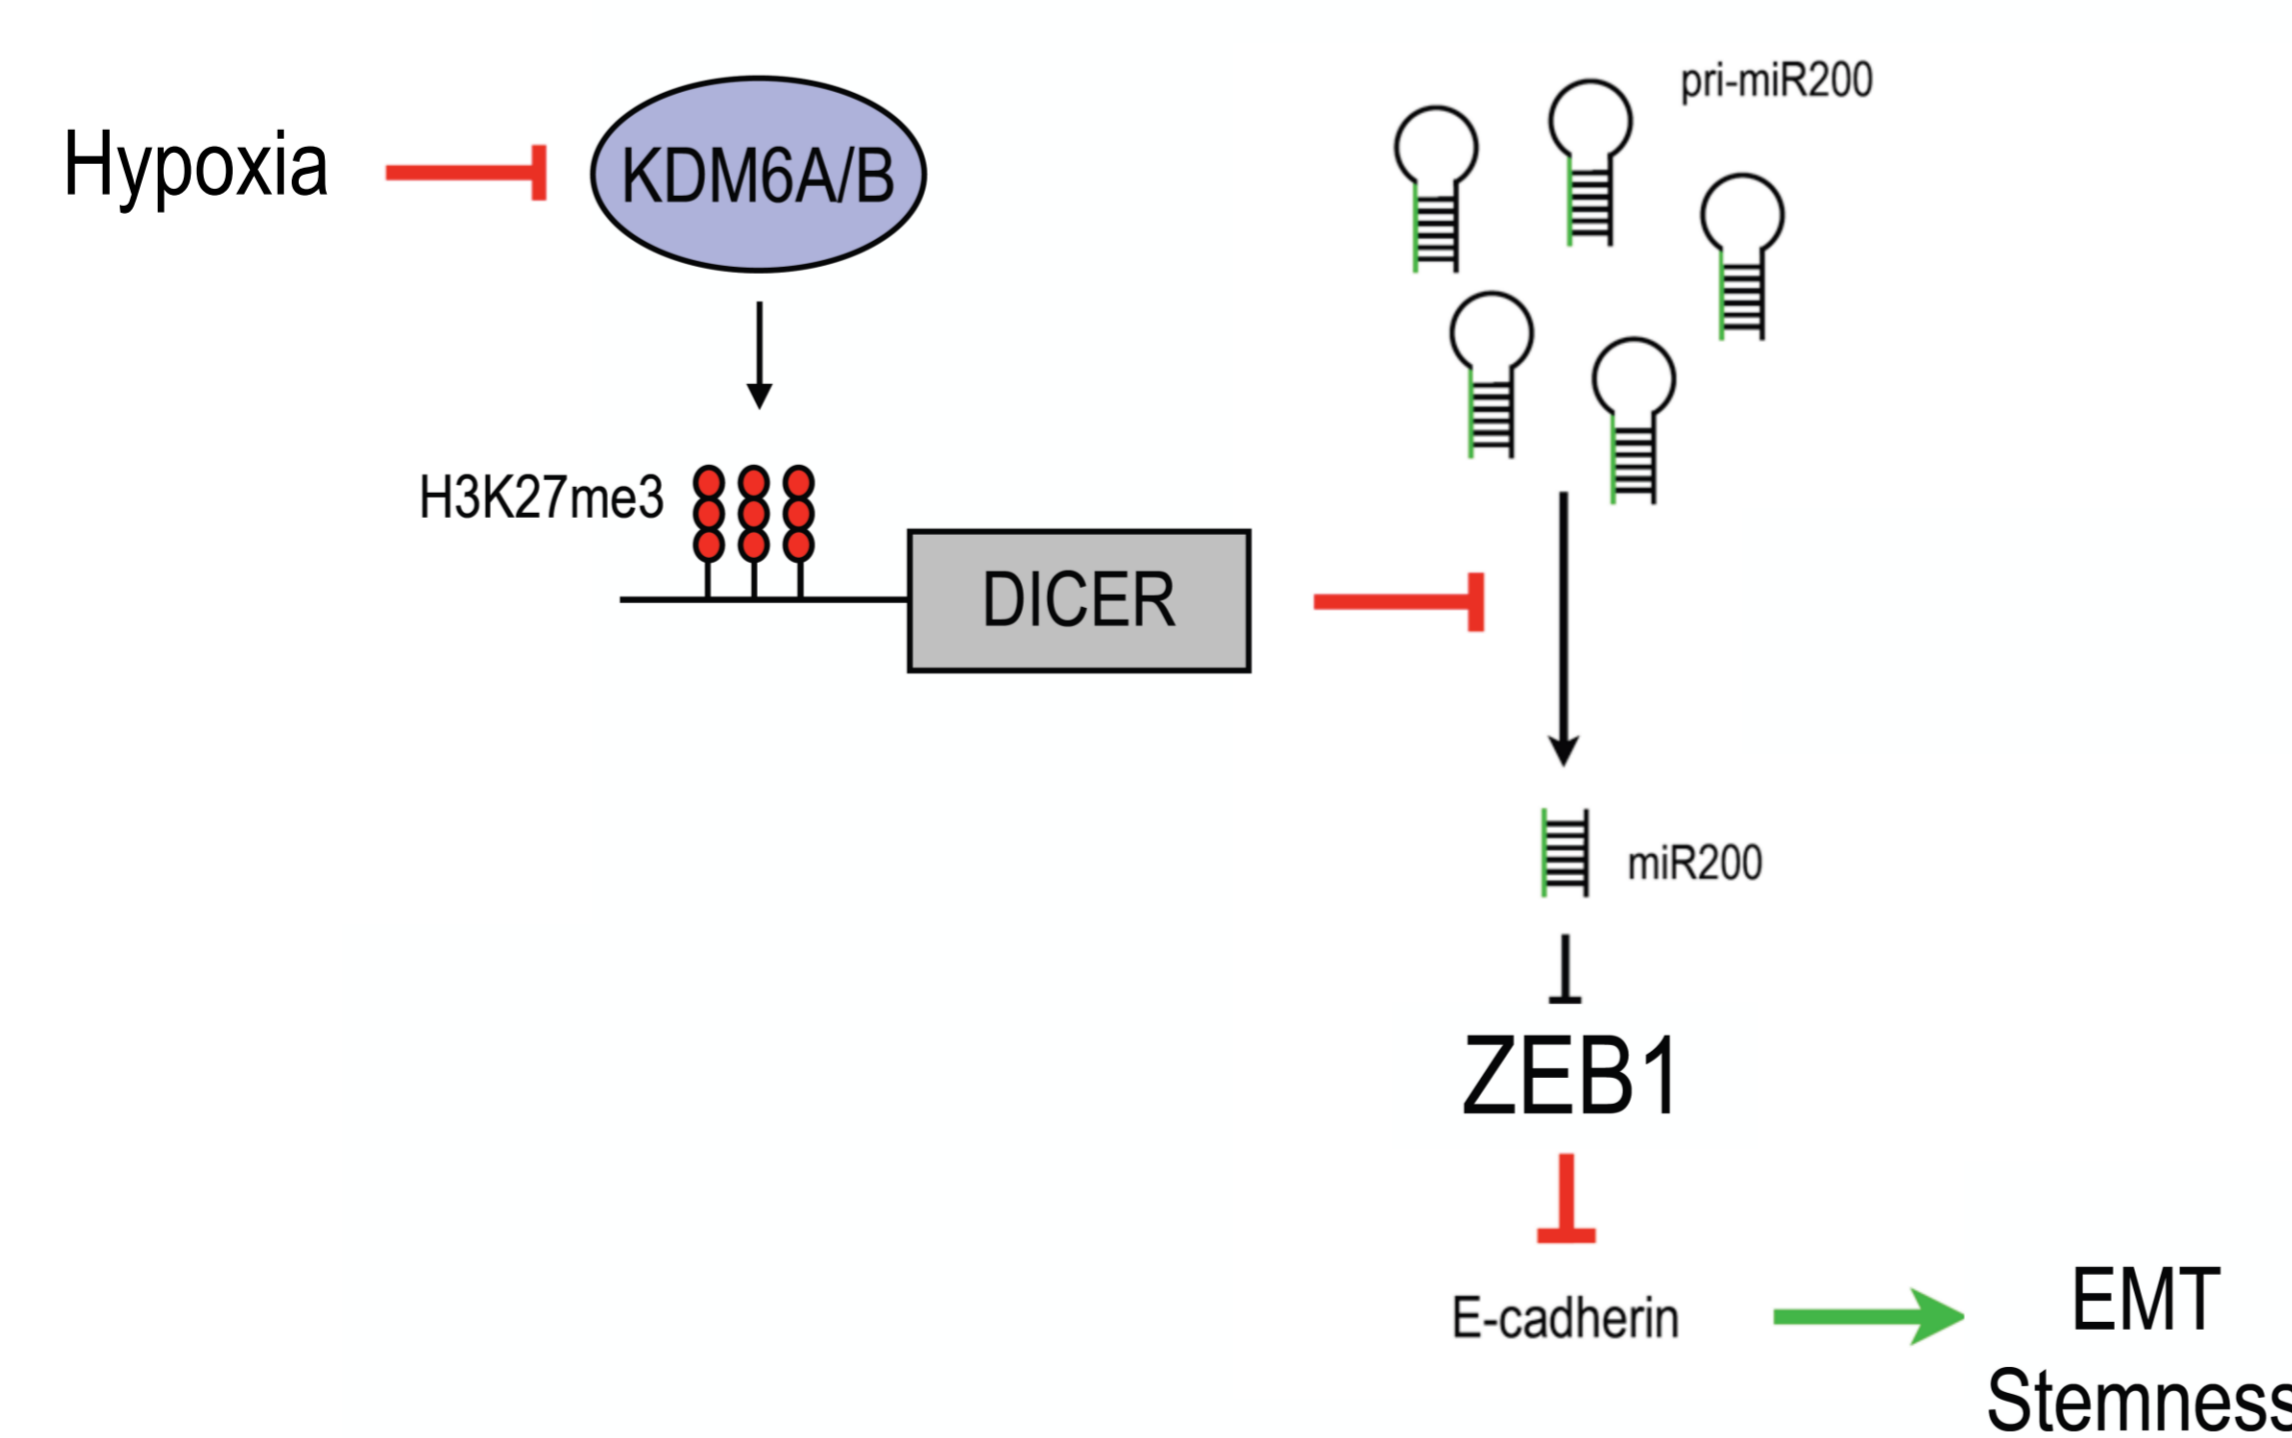 Hypoxia
KDM6A/B
pri-miR200
H3K27me3
DICER
miR200
ZEB1
E-cadherin
EMT
Stemness